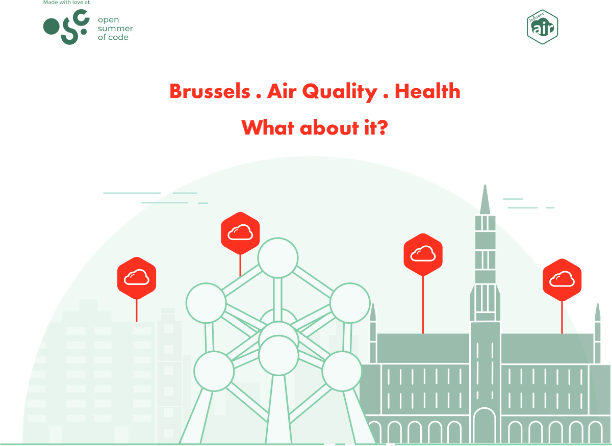 Made with love at
osc
open
summer
of code
air
Brussels . Air Quality . Health
What about it?